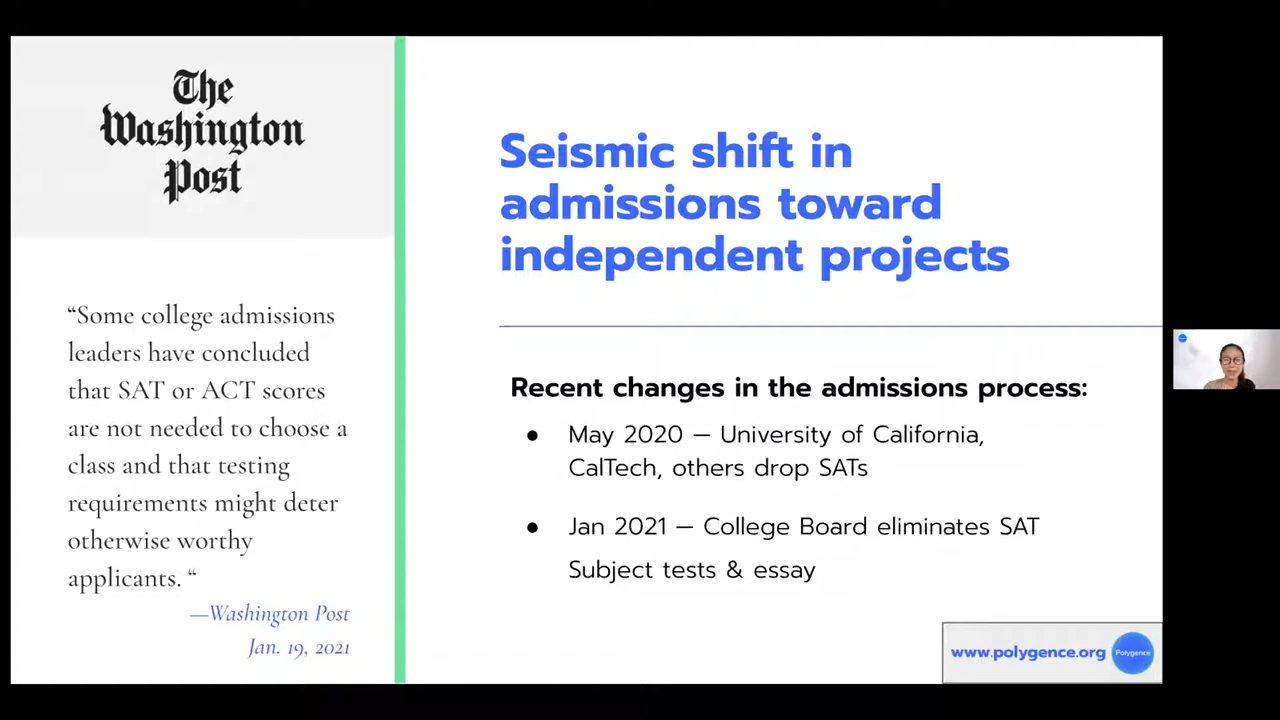 The
Washington
Post
“Some college admissions
leaders have concluded
that SAT or ACT scores
are not needed to choose a
class and that testing
requirements might deter
otherwise worthy
applicants. “
—Washington Post
Jan. 19, 2021
Seismic shift in
admissions toward
independent projects
Recent changes in the admissions process:
● May 2020 — University of California,
CalTech, others drop SATs
● Jan 2021 — College Board eliminates SAT
Subject tests & essay
www.polygence.org
Polygence